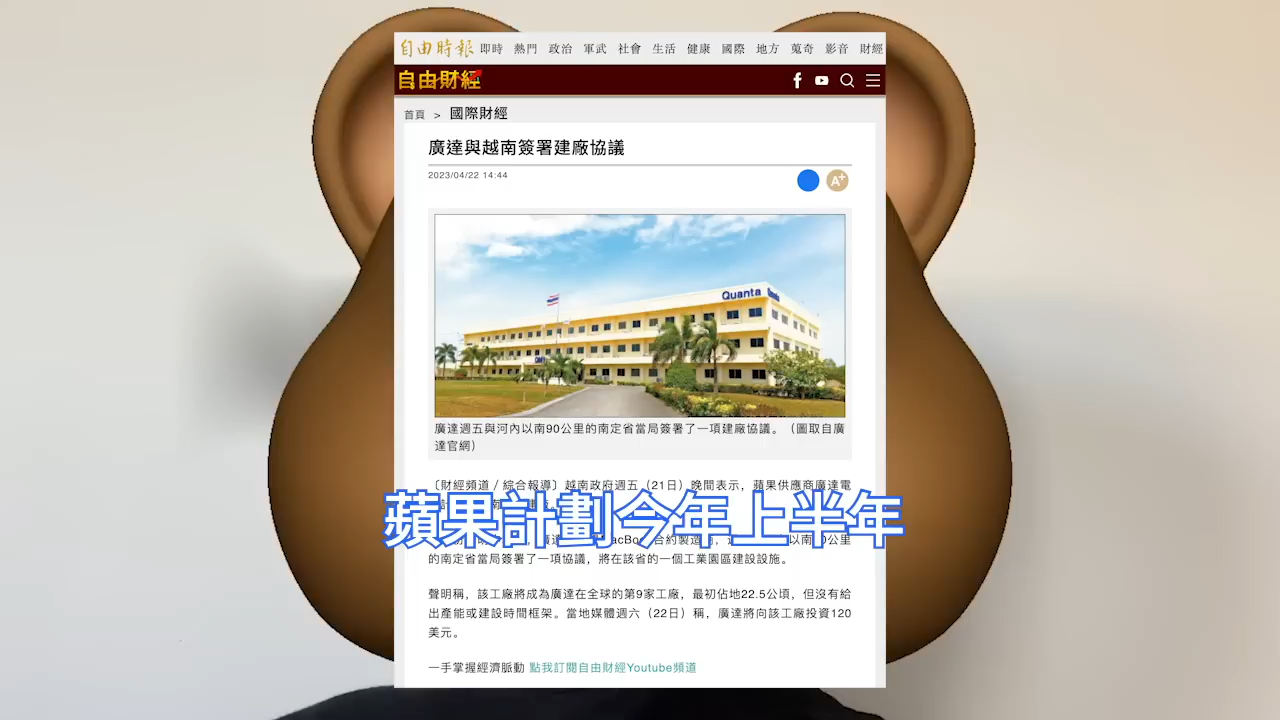 自由時報 即時 熱門 政治 軍武 社會 生活 健康 國際 地方 蒐奇 影音 財經
自由財經
首頁 > 國際財經
廣達與越南簽署建廠協議
2023/04/22 14:44
A+
Quanta
廣達週五與河內以南90公里的南定省當局簽署了一項建廠協議。（圖取自廣
達官網）
〔財經頻道／綜合報導〕越南政府週五（21日）晚間表示，蘋果供應商廣達電
蘋果計劃今年上半年
的南定省當局簽署了一項協議，將在該省的一個工業園區建設設施。
聲明稱，該工廠將成為廣達在全球的第9家工廠，最初佔地22.5公頃，但沒有給
出產能或建設時間框架。當地媒體週六（22日）稱，廣達將向該工廠投資120
美元。
一手掌握經濟脈動 點我訂閱自由財經Youtube頻道